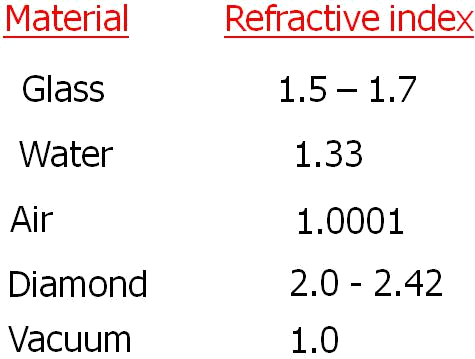 Material Refractive index
Glass 1.5 – 1.7
Water 1.33
Air 1.0001
Diamond 2.0 - 2.42
Vacuum 1.0